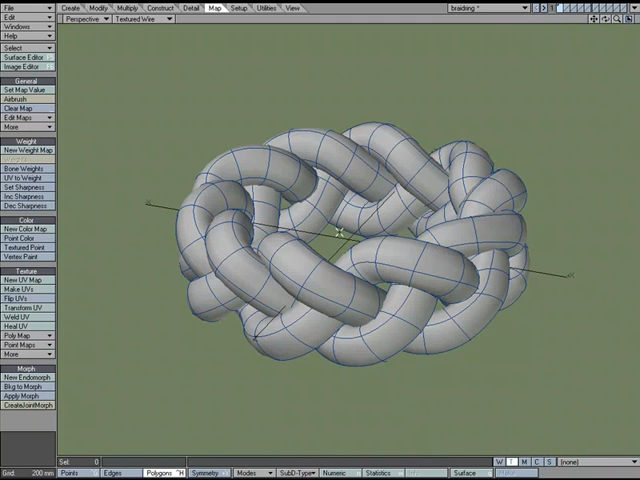 File Create Modify Multiply Construct Detail Map Setup Utilities View braiding * 1
Edit Perspective Textured Wire
Windows
Help
Select
Surface Editor
Image Editor
General
Set Map Value
Airbrush
Clear Map
Edit Maps
More
Weight
New Weight Map
Weights
Bone Weights
UV to Weight
Set Sharpness
Inc Sharpness
Dec Sharpness
Color
New Color Map
Point Color
Textured Point
Vertex Paint
Texture
New UV Map
Make UVs
Flip UVs
Transform UV
Weld UV
Heal UV
Poly Map
Point Maps
More
Morph
New Endomorph
Bkg to Morph
Apply Morph
CreateJointMorph
Sel: 0 W T M C S (none)
Grid: 200 mm Points Edges Polygons ^H Symmetry Modes SubD-Type Numeric Statistics Surface Make